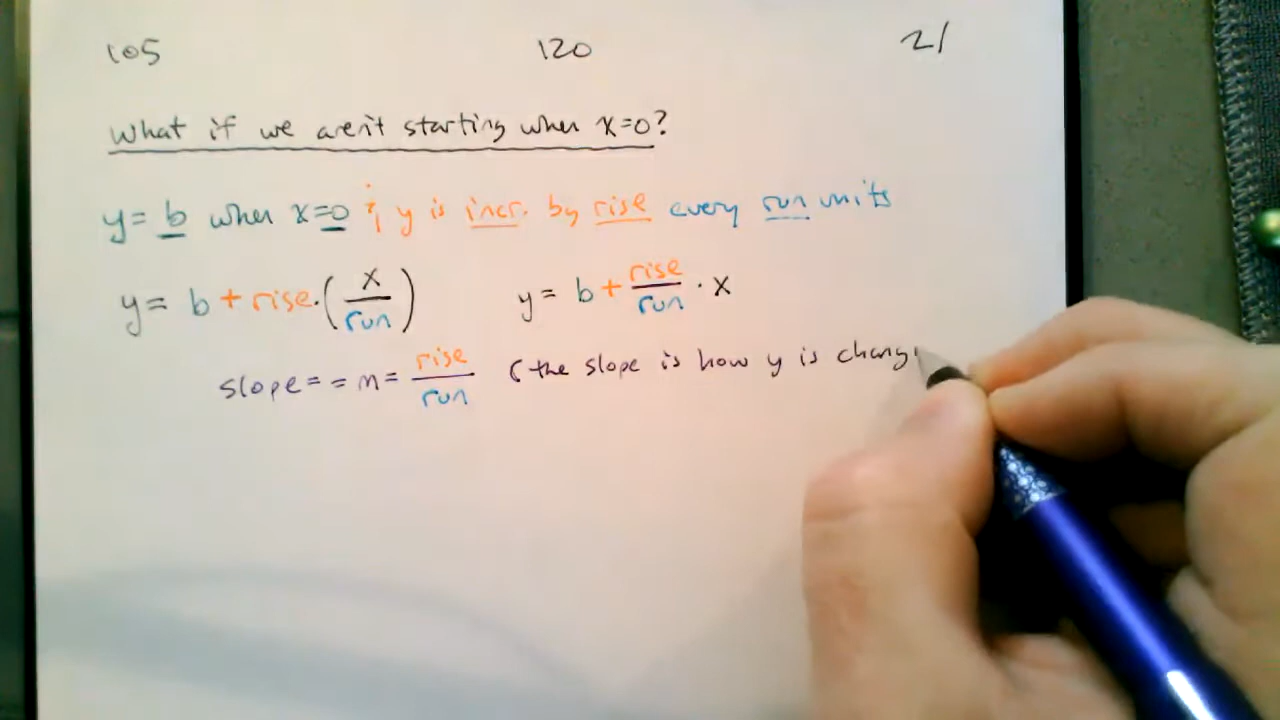 105 120 21
What if we aren't starting when x=0?
y= b when x=0 & y is incr. by rise every run units
y= b + rise·(x/run) y= b + rise/run · x
slope= = m= rise/run (the slope is how y is chang